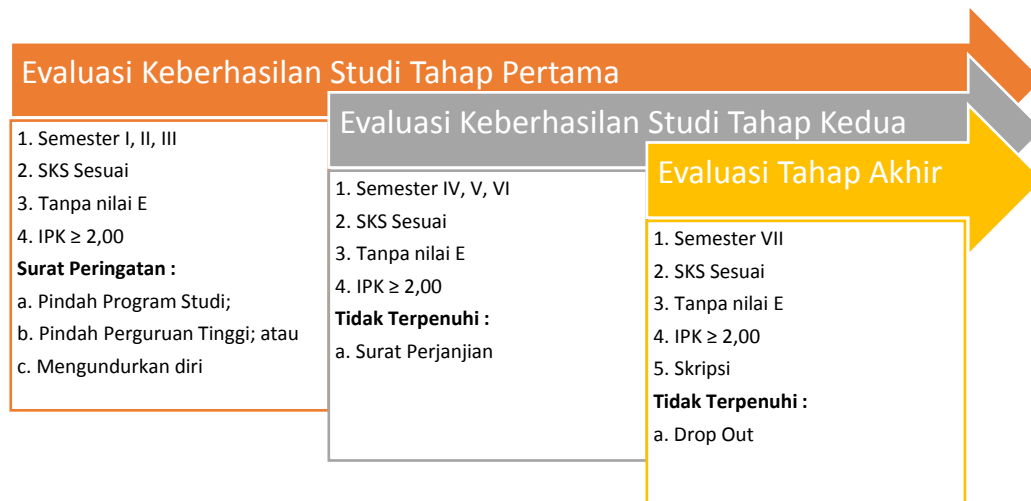 Evaluasi Keberhasilan Studi Tahap Pertama
1. Semester I, II, III
2. SKS Sesuai
3. Tanpa nilai E
4. IPK ≥ 2,00
Surat Peringatan :
a. Pindah Program Studi;
b. Pindah Perguruan Tinggi; atau
c. Mengundurkan diri
Evaluasi Keberhasilan Studi Tahap Kedua
1. Semester IV, V, VI
2. SKS Sesuai
3. Tanpa nilai E
4. IPK ≥ 2,00
Tidak Terpenuhi :
a. Surat Perjanjian
Evaluasi Tahap Akhir
1. Semester VII
2. SKS Sesuai
3. Tanpa nilai E
4. IPK ≥ 2,00
5. Skripsi
Tidak Terpenuhi :
a. Drop Out